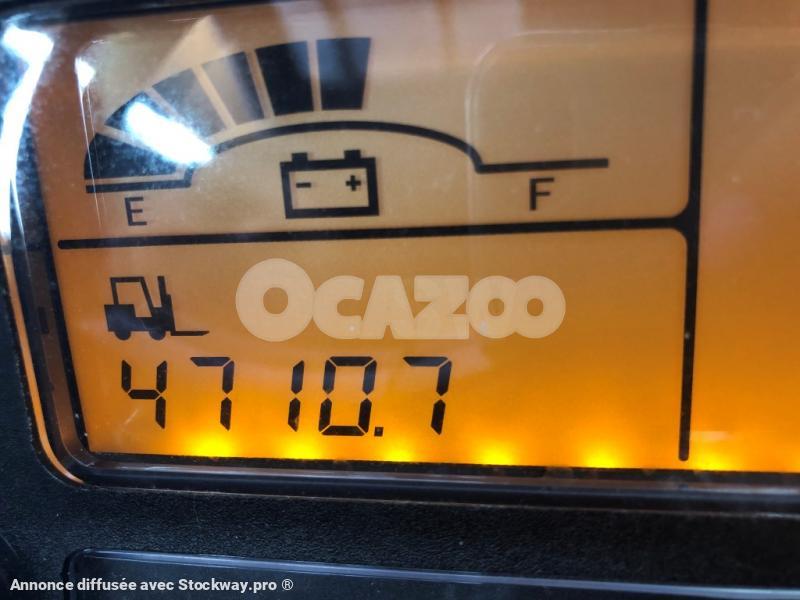 E
- +
F
OCAZOO
4710.7
Annonce diffusée avec Stockway.pro ®